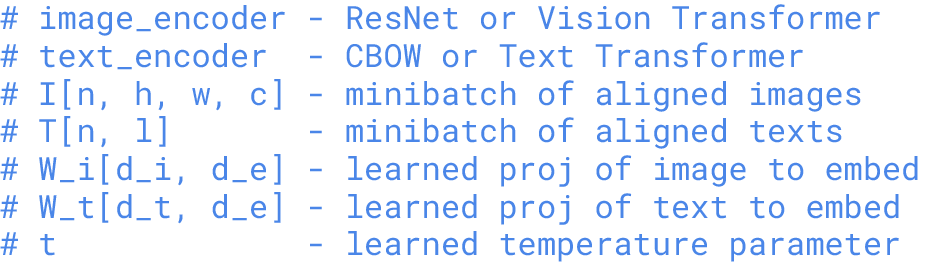 # image_encoder - ResNet or Vision Transformer
# text_encoder  - CBOW or Text Transformer
# I[n, h, w, c] - minibatch of aligned images
# T[n, l]       - minibatch of aligned texts
# W_i[d_i, d_e] - learned proj of image to embed
# W_t[d_t, d_e] - learned proj of text to embed
# t             - learned temperature parameter